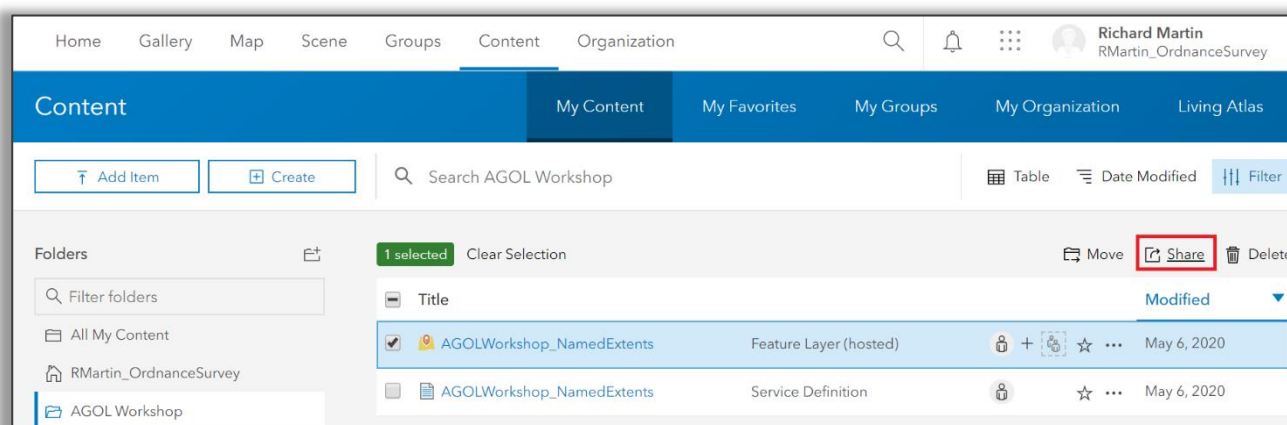 Home Gallery Map Scene Groups Content Organization Richard Martin
RMartin_OrdnanceSurvey
Content My Content My Favorites My Groups My Organization Living Atlas
Add Item Create Search AGOL Workshop Table Date Modified Filter
Folders 1 selected Clear Selection Move Share Delete
Filter folders Title Modified
All My Content AGOLWorkshop_NamedExtents Feature Layer (hosted) May 6, 2020
RMartin_OrdnanceSurvey
AGOLWorkshop_NamedExtents Service Definition May 6, 2020
AGOL Workshop